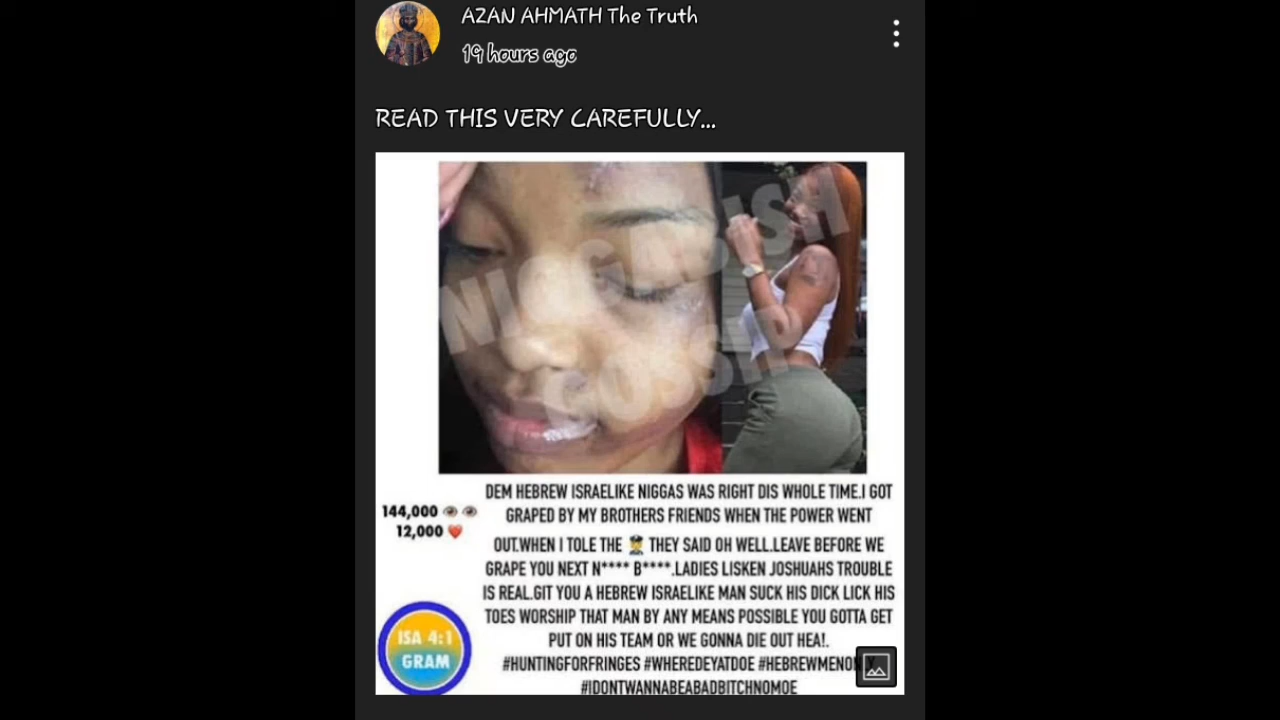 AZAN AHMATH The Truth
19 hours ago
READ THIS VERY CAREFULLY...
NIGGABISH
GOSSIP
DEM HEBREW ISRAELIKE NIGGAS WAS RIGHT DIS WHOLE TIME.I GOT
144,000 👁👁
GRAPED BY MY BROTHERS FRIENDS WHEN THE POWER WENT
12,000 ❤️
OUT.WHEN I TOLE THE 👮 THEY SAID OH WELL.LEAVE BEFORE WE
GRAPE YOU NEXT N**** B****.LADIES LISKEN JOSHUAHS TROUBLE
IS REAL.GIT YOU A HEBREW ISRAELIKE MAN SUCK HIS DICK LICK HIS
TOES WORSHIP THAT MAN BY ANY MEANS POSSIBLE YOU GOTTA GET
PUT ON HIS TEAM OR WE GONNA DIE OUT HEA!.
ISA 4:1
GRAM
#HUNTINGFORFRINGES #WHEREDEYATDOE
#IDONTWANNABEABADBITCHNOMOE